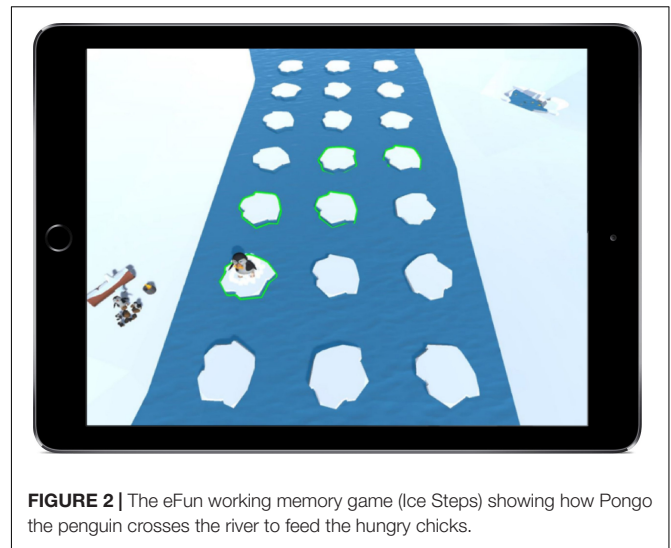 FIGURE 2 | The eFun working memory game (Ice Steps) showing how Pongo
the penguin crosses the river to feed the hungry chicks.